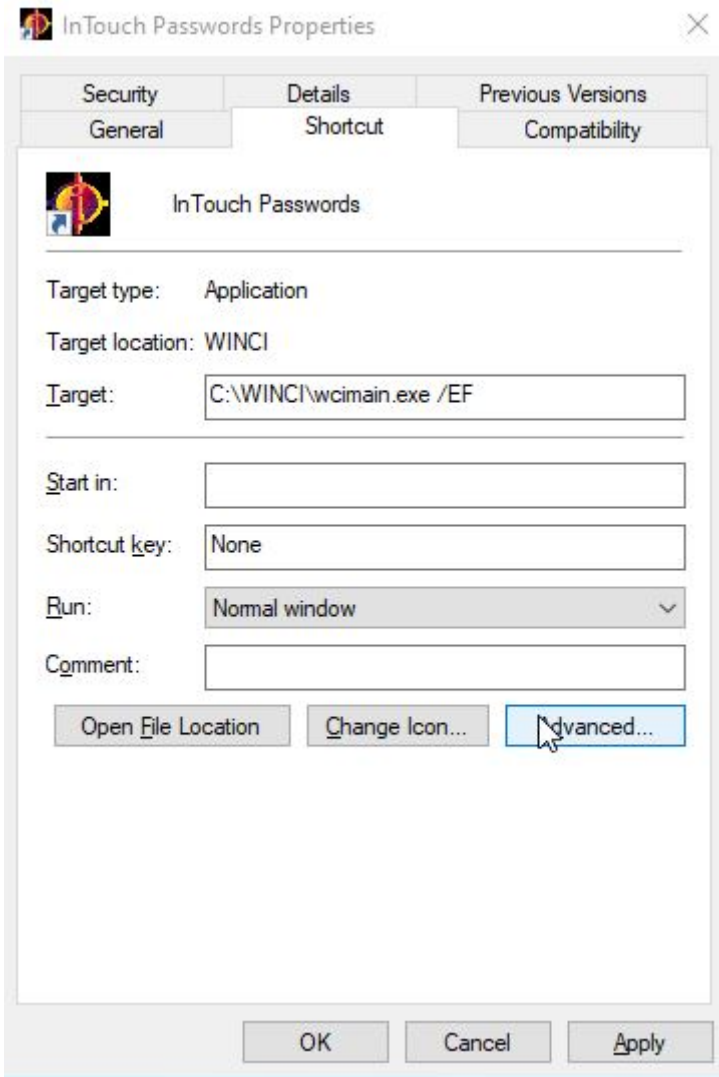 InTouch Passwords Properties
Security Details Previous Versions
General Shortcut Compatibility
InTouch Passwords
Target type: Application
Target location: WINCI
Target: C:\WINCI\wcimain.exe /EF
Start in:
Shortcut key: None
Run: Normal window
Comment:
Open File Location Change Icon... Advanced...
OK Cancel Apply